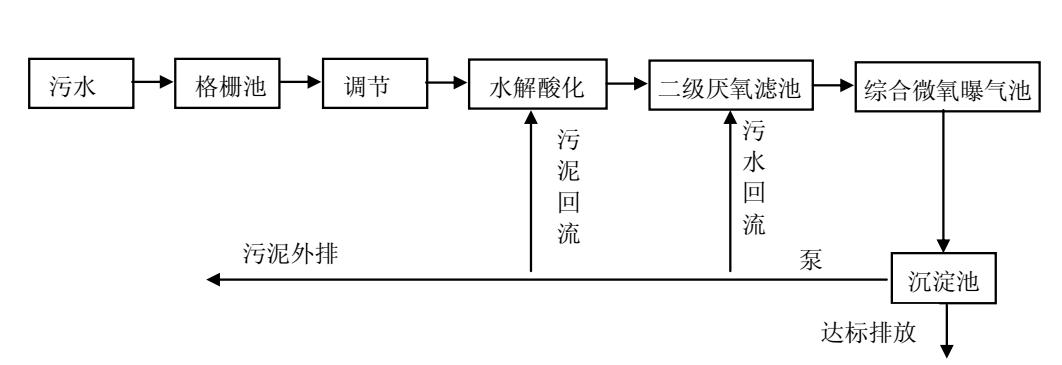 污水
格栅池
调节
水解酸化
二级厌氧滤池
综合微氧曝气池
污泥回流
污水回流
污泥外排
泵
沉淀池
达标排放